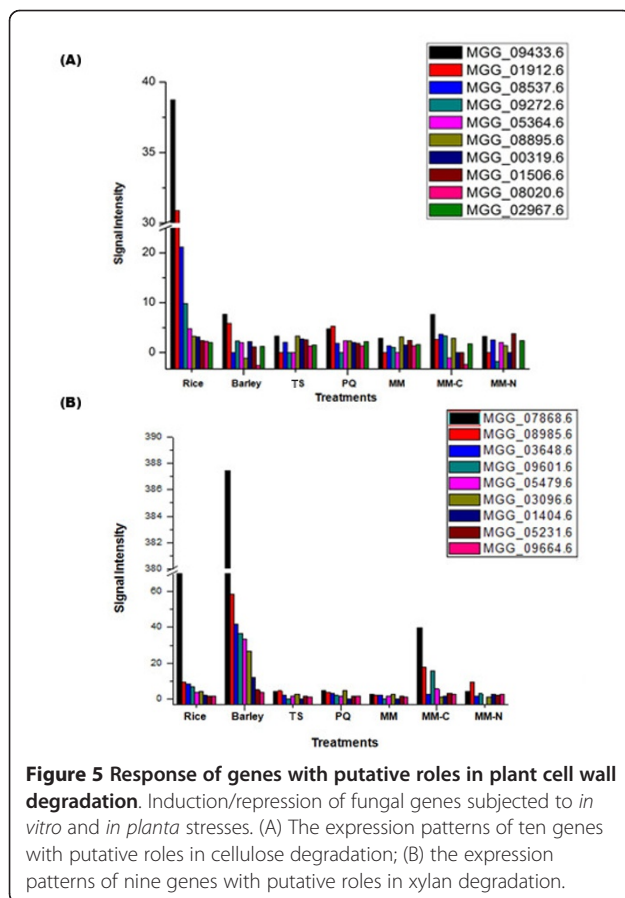 (A)
MGG_09433.6
MGG_01912.6
MGG_08537.6
MGG_09272.6
MGG_05364.6
MGG_08895.6
MGG_00319.6
MGG_01506.6
MGG_08020.6
MGG_02967.6
Signal Intensity
40
35
30
20
10
0
Rice Barley TS PQ MM MM-C MM-N
Treatments
(B)
MGG_07868.6
MGG_08985.6
MGG_03648.6
MGG_09601.6
MGG_05479.6
MGG_03096.6
MGG_01404.6
MGG_05231.6
MGG_09664.6
Signal Intensity
390
388
386
384
382
380
60
40
20
0
Rice Barley TS PQ MM MM-C MM-N
Treatments
Figure 5 Response of genes with putative roles in plant cell wall
degradation. Induction/repression of fungal genes subjected to in
vitro and in planta stresses. (A) The expression patterns of ten genes
with putative roles in cellulose degradation; (B) the expression
patterns of nine genes with putative roles in xylan degradation.